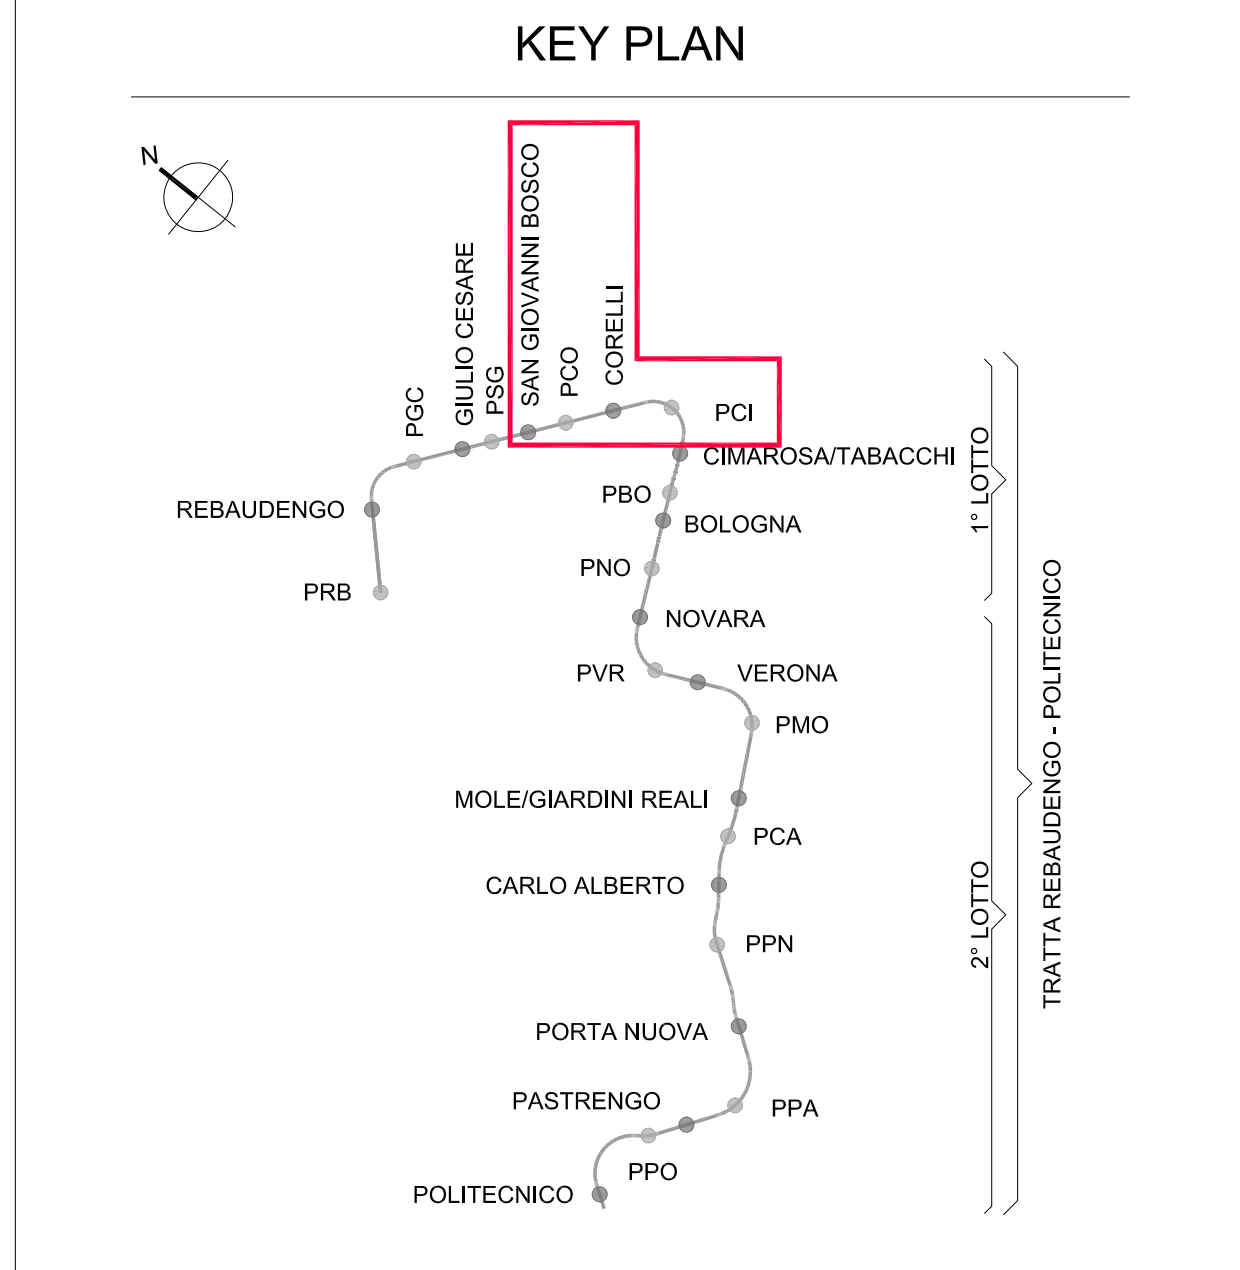 KEY PLAN
N
SAN GIOVANNI BOSCO
GIULIO CESARE
CORELLI
PCO
PSG
PGC
PCI
CIMAROSA/TABACCHI
1° LOTTO
PBO
REBAUDENGO
BOLOGNA
PNO
PRB
NOVARA
TRATTA REBAUDENGO - POLITECNICO
PVR
VERONA
PMO
MOLE/GIARDINI REALI
PCA
CARLO ALBERTO
2° LOTTO
PPN
PORTA NUOVA
PASTRENGO
PPA
PPO
POLITECNICO